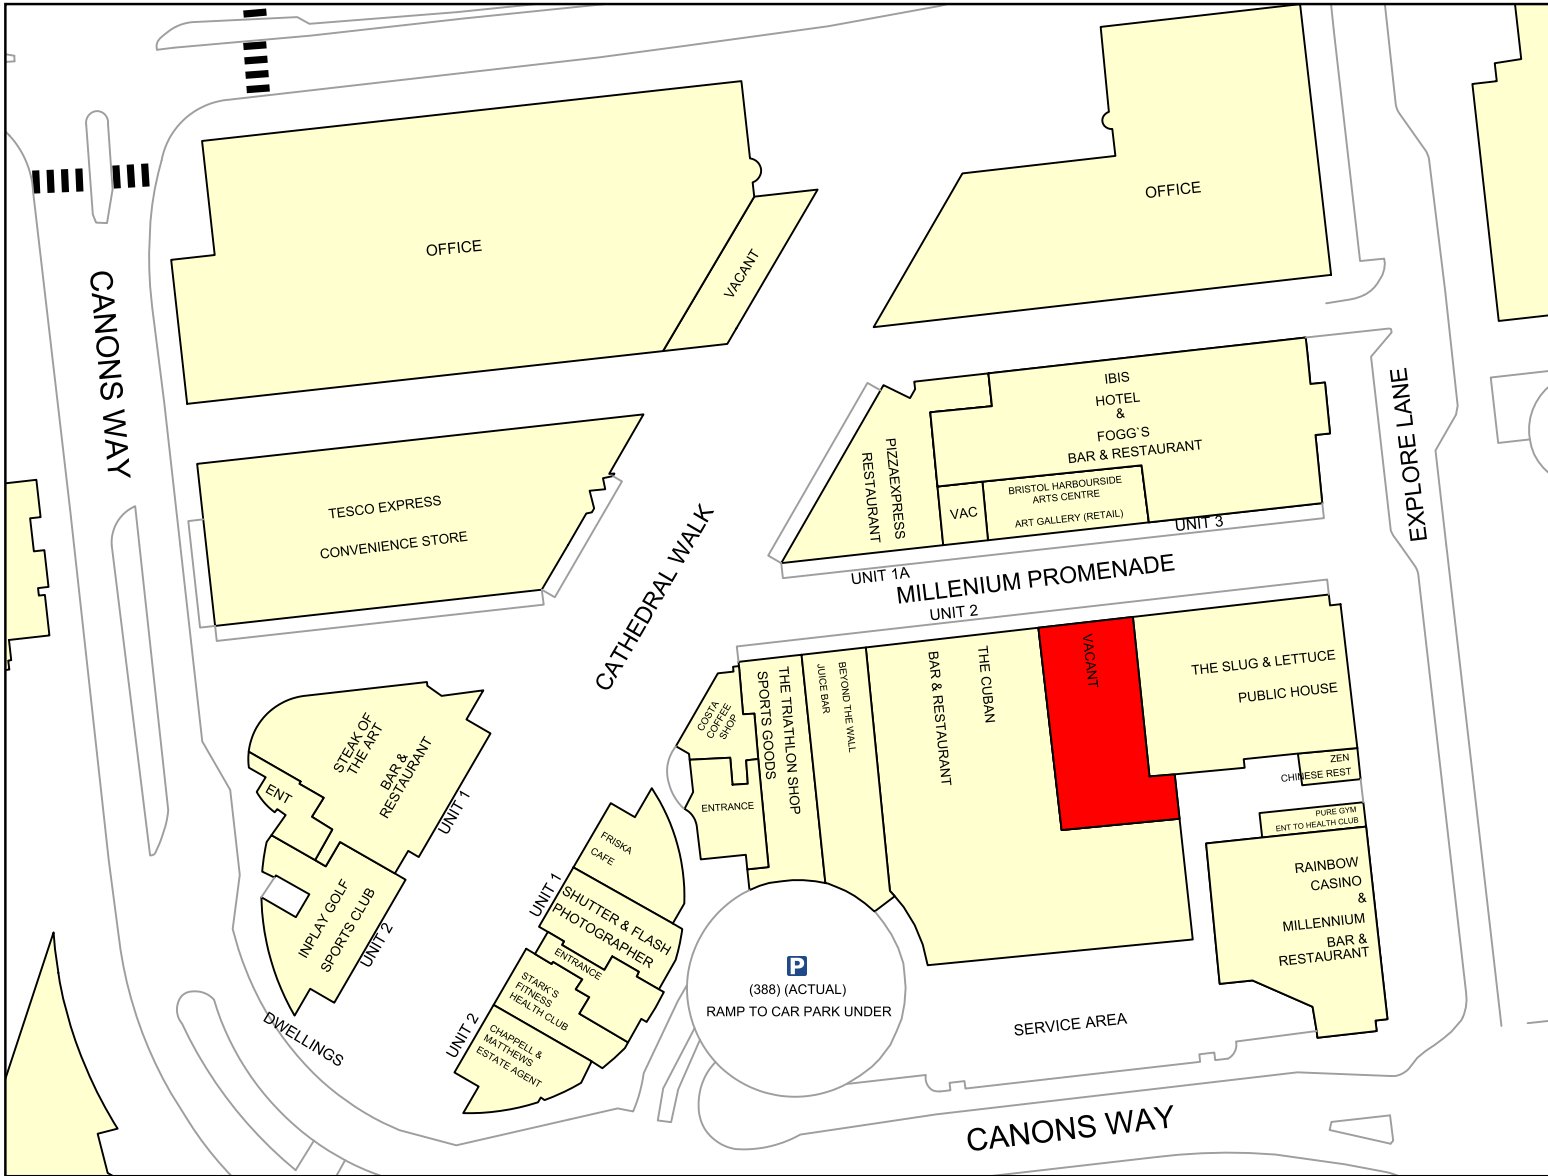 OFFICE
OFFICE
VACANT
CANONS WAY
IBIS
HOTEL
&
FOGG`S
BAR & RESTAURANT
PIZZAEXPRESS
RESTAURANT
VAC
BRISTOL HARBOURSIDE
ARTS CENTRE
ART GALLERY (RETAIL)
UNIT 3
EXPLORE LANE
TESCO EXPRESS
CONVENIENCE STORE
CATHEDRAL WALK
UNIT 1A
MILLENIUM PROMENADE
UNIT 2
THE SLUG & LETTUCE
PUBLIC HOUSE
VACANT
THE CUBAN
BAR & RESTAURANT
BEYOND THE WALL
JUICE BAR
THE TRIATHLON SHOP
SPORTS GOODS
COSTA
COFFEE
SHOP
ENTRANCE
ZEN
CHINESE REST
PURE GYM
ENT TO HEALTH CLUB
RAINBOW
CASINO
&
MILLENNIUM
BAR &
RESTAURANT
STEAK OF
THE ART
BAR &
RESTAURANT
UNIT 1
ENT
INPLAY GOLF
SPORTS CLUB
UNIT 2
FRISKA
CAFE
UNIT 1
SHUTTER & FLASH
PHOTOGRAPHER
ENTRANCE
STARK`S
FITNESS
HEALTH CLUB
UNIT 2
CHAPPELL &
MATTHEWS
ESTATE AGENT
DWELLINGS
P
(388) (ACTUAL)
RAMP TO CAR PARK UNDER
SERVICE AREA
CANONS WAY